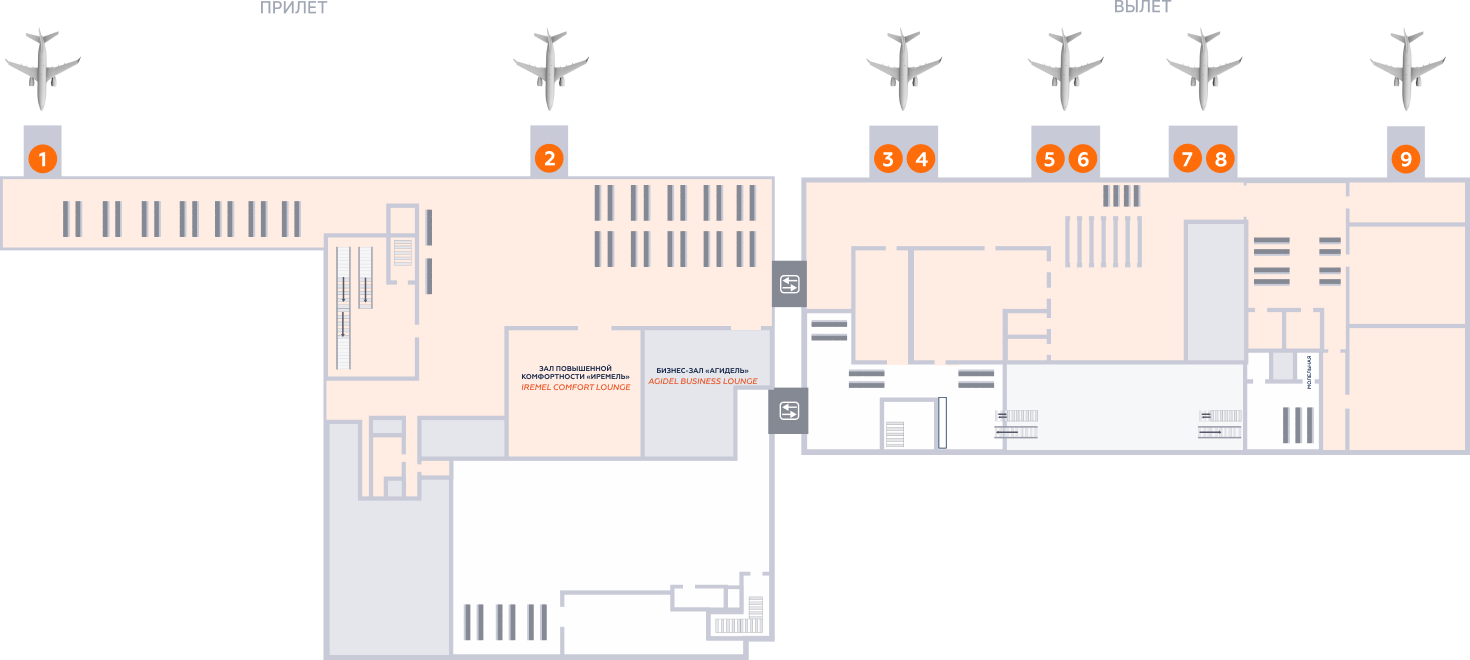 ПРИЛЕТ
ВЫЛЕТ
1
2
3
4
5
6
7
8
9
ЗАЛ ПОВЫШЕННОЙ
КОМФОРТНОСТИ «ИРЕМЕЛЬ»
IREMEL COMFORT LOUNGE
БИЗНЕС-ЗАЛ «АГИДЕЛЬ»
AGIDEL BUSINESS LOUNGE
МОЛЕЛЬНАЯ